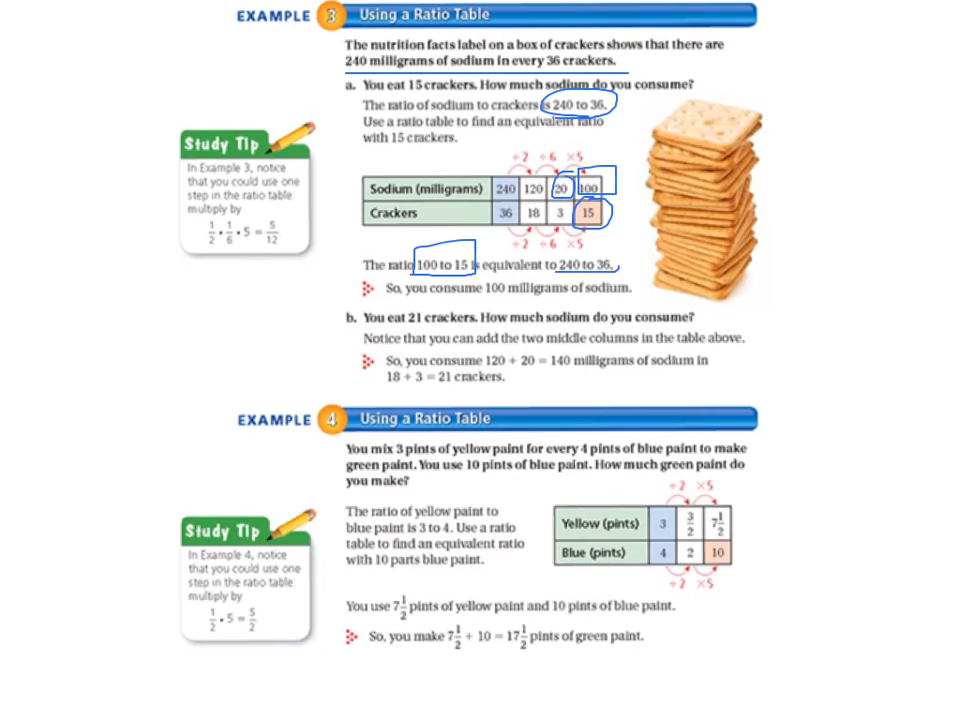 EXAMPLE 3 Using a Ratio Table
The nutrition facts label on a box of crackers shows that there are
240 milligrams of sodium in every 36 crackers.
a. You eat 15 crackers. How much sodium do you consume?
The ratio of sodium to crackers is 240 to 36.
Use a ratio table to find an equivalent ratio
with 15 crackers.
Study Tip
In Example 3, notice
that you could use one
step in the ratio table
multiply by
1/2 · 1/6 · 5 = 5/12
÷2 ÷6 ×5
Sodium (milligrams) 240 120 20 100
Crackers 36 18 3 15
÷2 ÷6 ×5
The ratio 100 to 15 is equivalent to 240 to 36.
So, you consume 100 milligrams of sodium.
b. You eat 21 crackers. How much sodium do you consume?
Notice that you can add the two middle columns in the table above.
So, you consume 120 + 20 = 140 milligrams of sodium in
18 + 3 = 21 crackers.
EXAMPLE 4 Using a Ratio Table
You mix 3 pints of yellow paint for every 4 pints of blue paint to make
green paint. You use 10 pints of blue paint. How much green paint do
you make?
The ratio of yellow paint to
blue paint is 3 to 4. Use a ratio
table to find an equivalent ratio
with 10 parts blue paint.
÷2 ×5
Yellow (pints) 3 3/2 7 1/2
Blue (pints) 4 2 10
÷2 ×5
Study Tip
In Example 4, notice
that you could use one
step in the ratio table
multiply by
1/2 · 5 = 5/2
You use 7 1/2 pints of yellow paint and 10 pints of blue paint.
So, you make 7 1/2 + 10 = 17 1/2 pints of green paint.